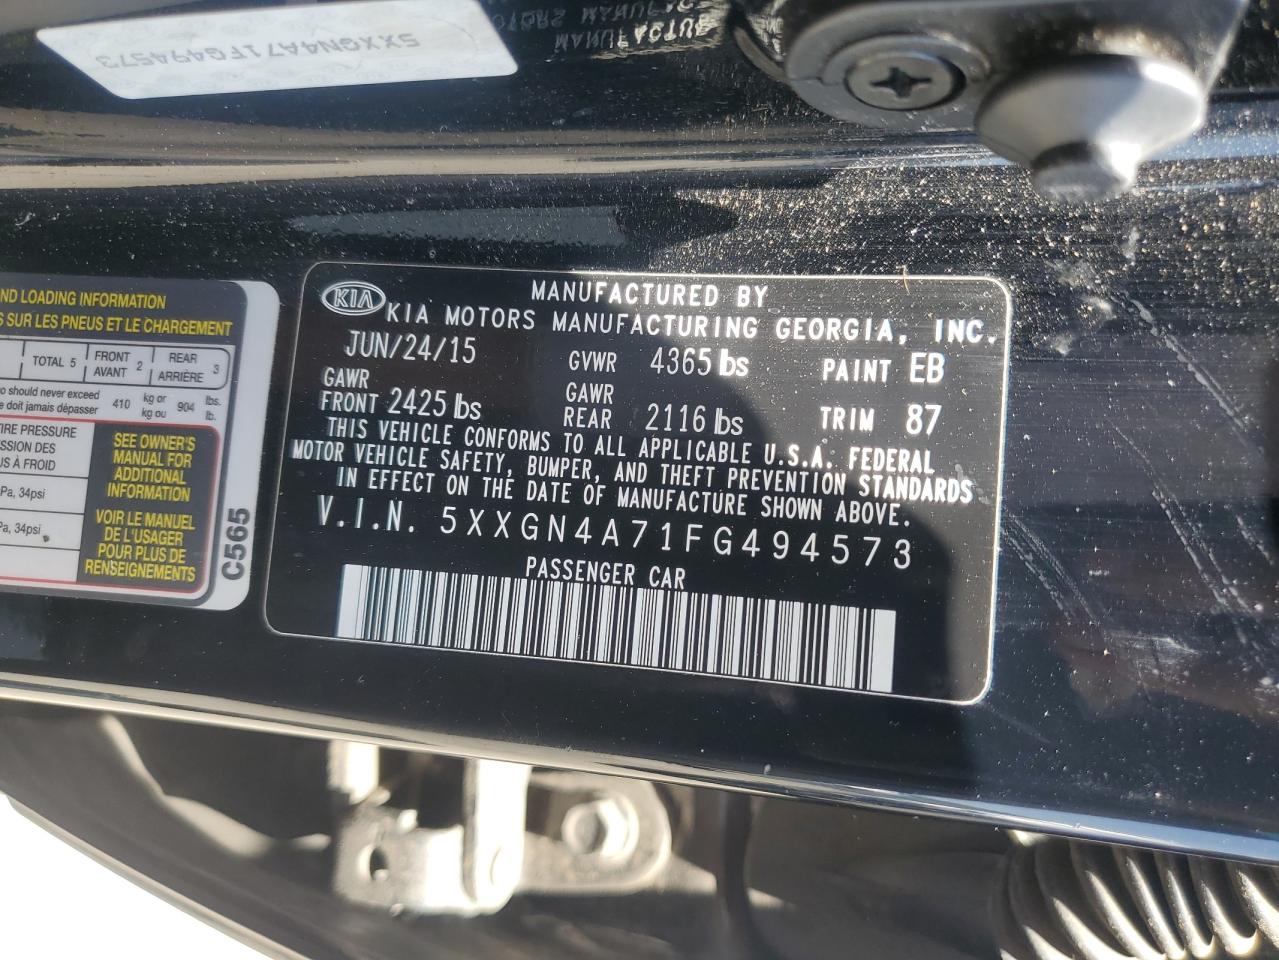 5XXGN4A71FG494573
MANUFACTURE
MANUFACTURED BY
KIA
KIA MOTORS MANUFACTURING GEORGIA, INC.
JUN/24/15 GVWR 4365 lbs PAINT EB
GAWR GAWR
FRONT 2425 lbs REAR 2116 lbs TRIM 87
THIS VEHICLE CONFORMS TO ALL APPLICABLE U.S.A. FEDERAL
MOTOR VEHICLE SAFETY, BUMPER, AND THEFT PREVENTION STANDARDS
IN EFFECT ON THE DATE OF MANUFACTURE SHOWN ABOVE.
V.I.N. 5XXGN4A71FG494573
PASSENGER CAR
ND LOADING INFORMATION
S SUR LES PNEUS ET LE CHARGEMENT
TOTAL 5 FRONT AVANT 2 REAR ARRIÈRE 3
o should never exceed
e doit jamais dépasser 410 kg or kg ou 904 lbs. lb.
IRE PRESSURE
SSION DES
S À FROID
Pa, 34psi
Pa, 34psi
SEE OWNER'S
MANUAL FOR
ADDITIONAL
INFORMATION
VOIR LE MANUEL
DE L'USAGER
POUR PLUS DE
RENSEIGNEMENTS
C565